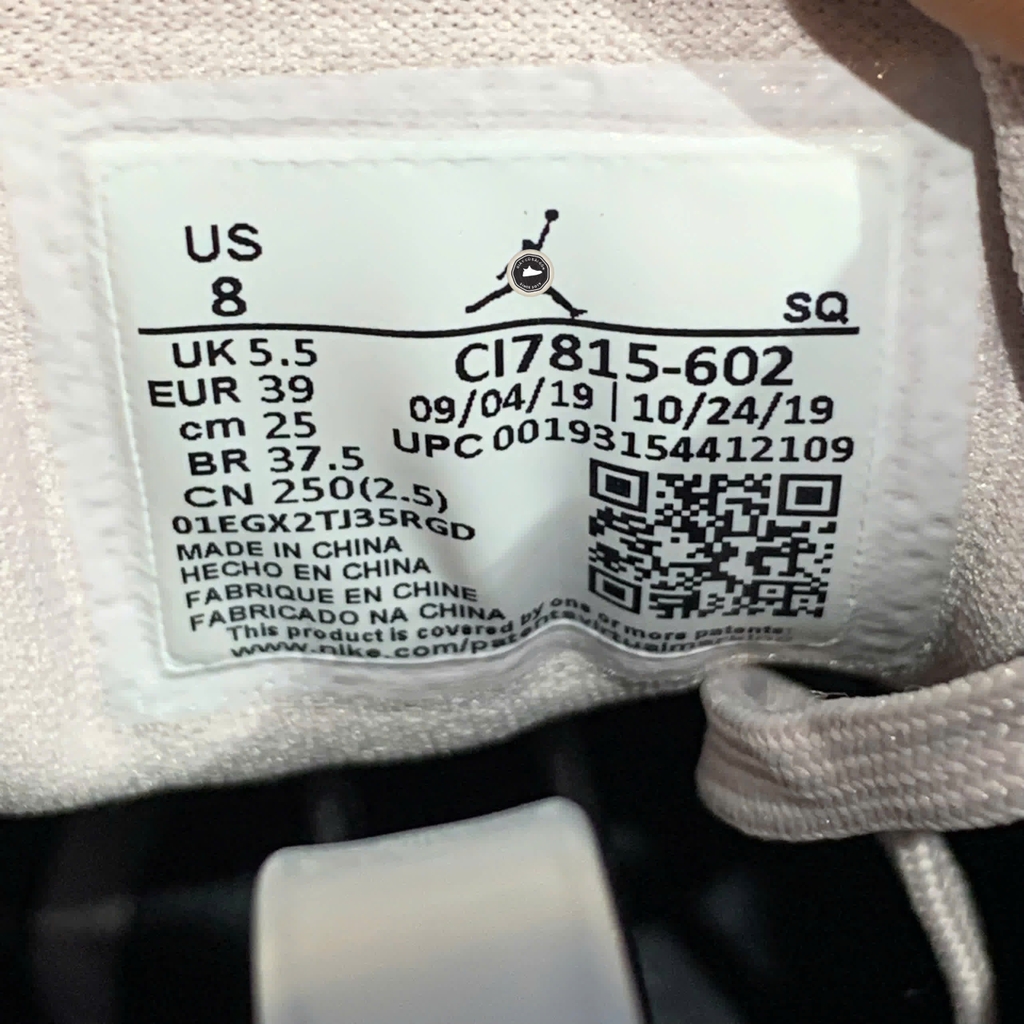 US
8
SQ
UK 5.5
EUR 39
cm 25
BR 37.5
CN 250(2.5)
01EGX2TJ35RGD
CI7815-602
09/04/19 | 10/24/19
UPC 00193154412109
MADE IN CHINA
HECHO EN CHINA
FABRIQUE EN CHINE
FABRICADO NA CHINA
This product is covered by one or more patents:
www.nike.com/patentsvirtualmarking